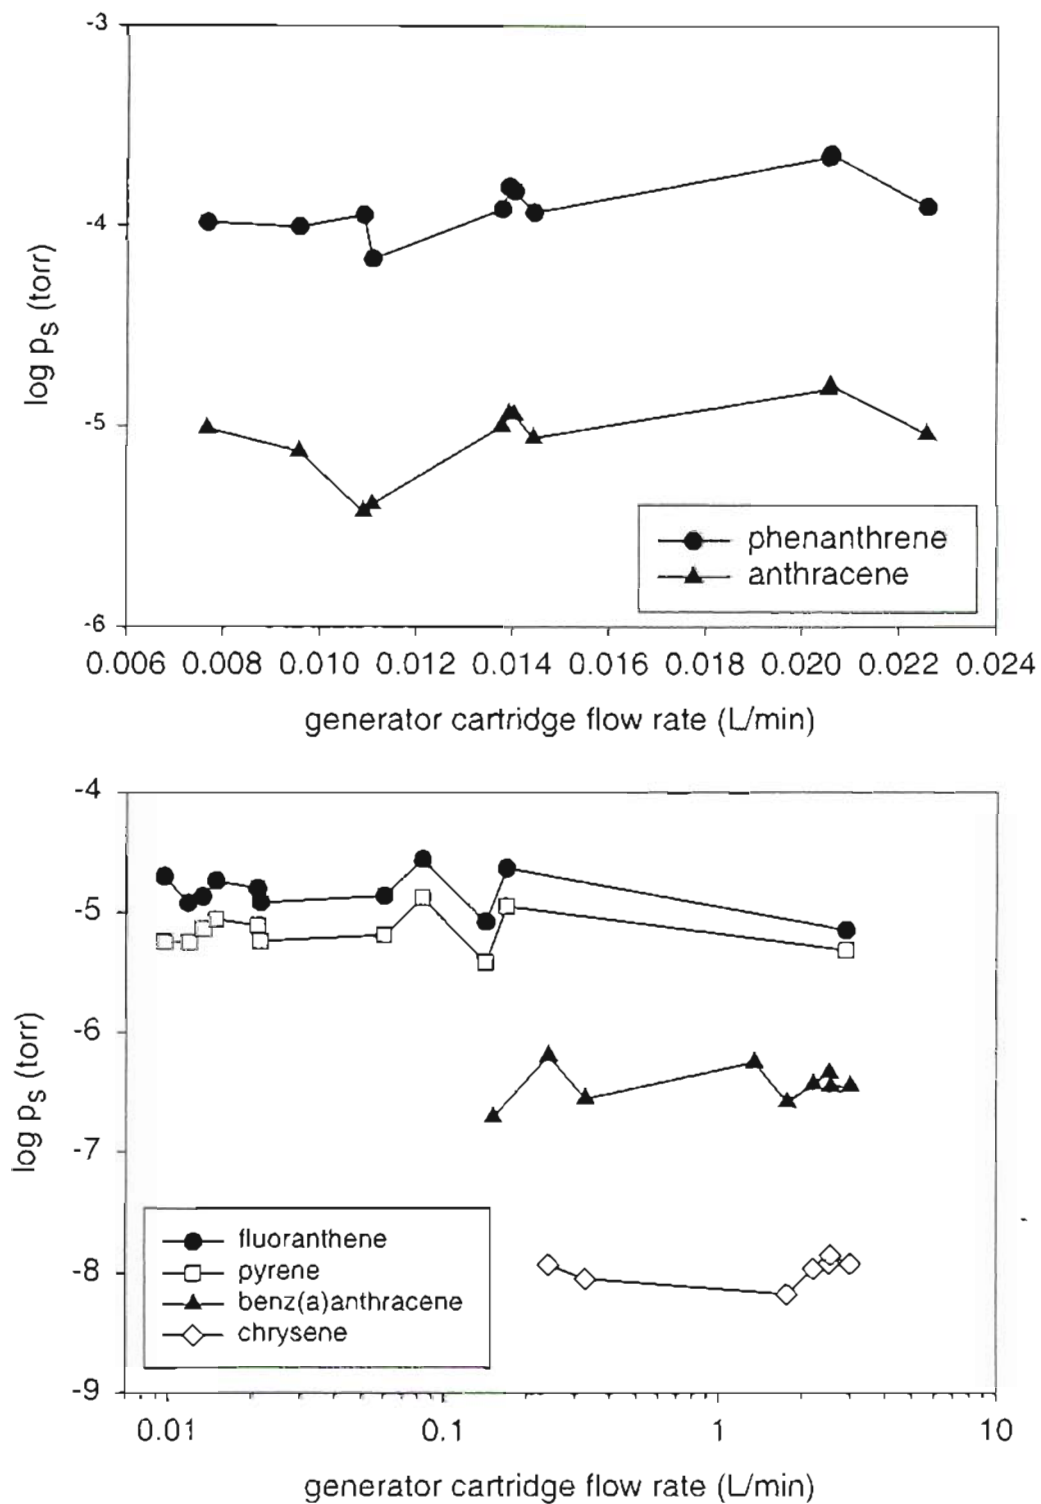 -3
-4
-5
-6
log pS (torr)
phenanthrene
anthracene
0.006 0.008 0.010 0.012 0.014 0.016 0.018 0.020 0.022 0.024
generator cartridge flow rate (L/min)
-4
-5
-6
-7
-8
-9
log pS (torr)
fluoranthene
pyrene
benz(a)anthracene
chrysene
0.01 0.1 1 10
generator cartridge flow rate (L/min)